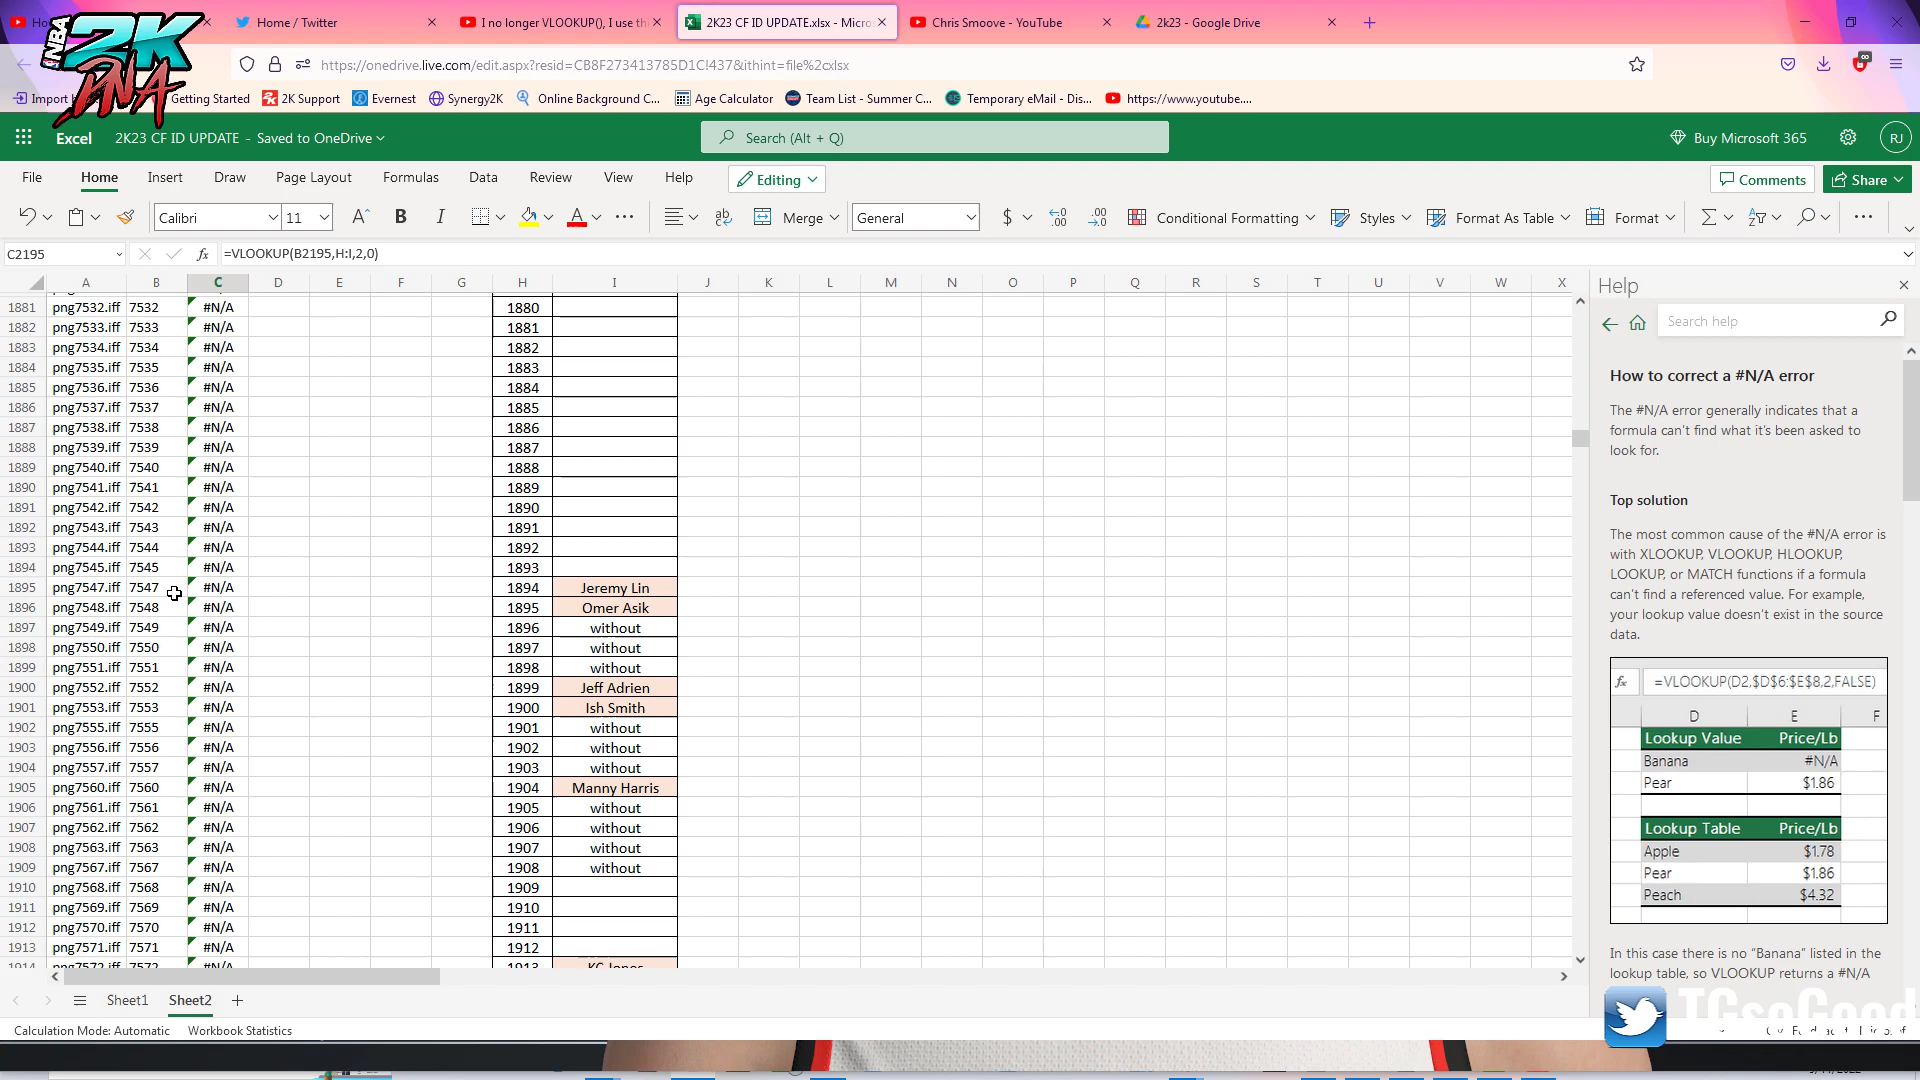 NBA 2K DNA
Home / Twitter
I no longer VLOOKUP(), I use th
2K23 CF ID UPDATE.xlsx - Micro
Chris Smoove - YouTube
2k23 - Google Drive
https://onedrive.live.com/edit.aspx?resid=CB8F273413785D1C!437&ithint=file%2cxlsx
Import
Getting Started
2K Support
Evernest
Synergy2K
Online Background C...
Age Calculator
Team List - Summer C...
Temporary eMail - Dis...
https://www.youtube....
Excel
2K23 CF ID UPDATE - Saved to OneDrive
Search (Alt + Q)
Buy Microsoft 365
RJ
File Home Insert Draw Page Layout Formulas Data Review View Help Editing
Comments Share
Calibri 11 B I Merge General $ Conditional Formatting Styles Format As Table Format
C2195 fx =VLOOKUP(B2195,H:I,2,0)
A B C D E F G H I J K L M N O P Q R S T U V W X
1881 png7532.iff 7532 #N/A 1880
1882 png7533.iff 7533 #N/A 1881
1883 png7534.iff 7534 #N/A 1882
1884 png7535.iff 7535 #N/A 1883
1885 png7536.iff 7536 #N/A 1884
1886 png7537.iff 7537 #N/A 1885
1887 png7538.iff 7538 #N/A 1886
1888 png7539.iff 7539 #N/A 1887
1889 png7540.iff 7540 #N/A 1888
1890 png7541.iff 7541 #N/A 1889
1891 png7542.iff 7542 #N/A 1890
1892 png7543.iff 7543 #N/A 1891
1893 png7544.iff 7544 #N/A 1892
1894 png7545.iff 7545 #N/A 1893
1895 png7547.iff 7547 #N/A 1894 Jeremy Lin
1896 png7548.iff 7548 #N/A 1895 Omer Asik
1897 png7549.iff 7549 #N/A 1896 without
1898 png7550.iff 7550 #N/A 1897 without
1899 png7551.iff 7551 #N/A 1898 without
1900 png7552.iff 7552 #N/A 1899 Jeff Adrien
1901 png7553.iff 7553 #N/A 1900 Ish Smith
1902 png7555.iff 7555 #N/A 1901 without
1903 png7556.iff 7556 #N/A 1902 without
1904 png7557.iff 7557 #N/A 1903 without
1905 png7560.iff 7560 #N/A 1904 Manny Harris
1906 png7561.iff 7561 #N/A 1905 without
1907 png7562.iff 7562 #N/A 1906 without
1908 png7563.iff 7563 #N/A 1907 without
1909 png7567.iff 7567 #N/A 1908 without
1910 png7568.iff 7568 #N/A 1909
1911 png7569.iff 7569 #N/A 1910
1912 png7570.iff 7570 #N/A 1911
1913 png7571.iff 7571 #N/A 1912
1914 png7572.iff 7572 #N/A 1913 KC Jones
Help
Search help
How to correct a #N/A error
The #N/A error generally indicates that a
formula can't find what it's been asked to
look for.
Top solution
The most common cause of the #N/A error is
with XLOOKUP, VLOOKUP, HLOOKUP,
LOOKUP, or MATCH functions if a formula
can't find a referenced value. For example,
your lookup value doesn't exist in the source
data.
fx =VLOOKUP(D2,$D$6:$E$8,2,FALSE)
D E F
Lookup Value Price/Lb
Banana #N/A
Pear $1.86
Lookup Table Price/Lb
Apple $1.78
Pear $1.86
Peach $4.32
In this case there is no "Banana" listed in the
lookup table, so VLOOKUP returns a #N/A
Sheet1 Sheet2
Calculation Mode: Automatic Workbook Statistics